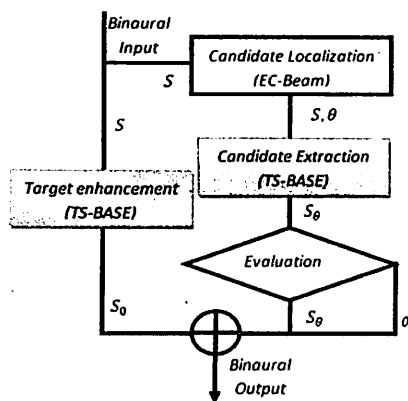 Binaural
Input
Candidate Localization
(EC-Beam)
S
S, θ
S
Candidate Extraction
(TS-BASE)
Target enhancement
(TS-BASE)
Sθ
Evaluation
S0
Sθ
0
Binaural
Output